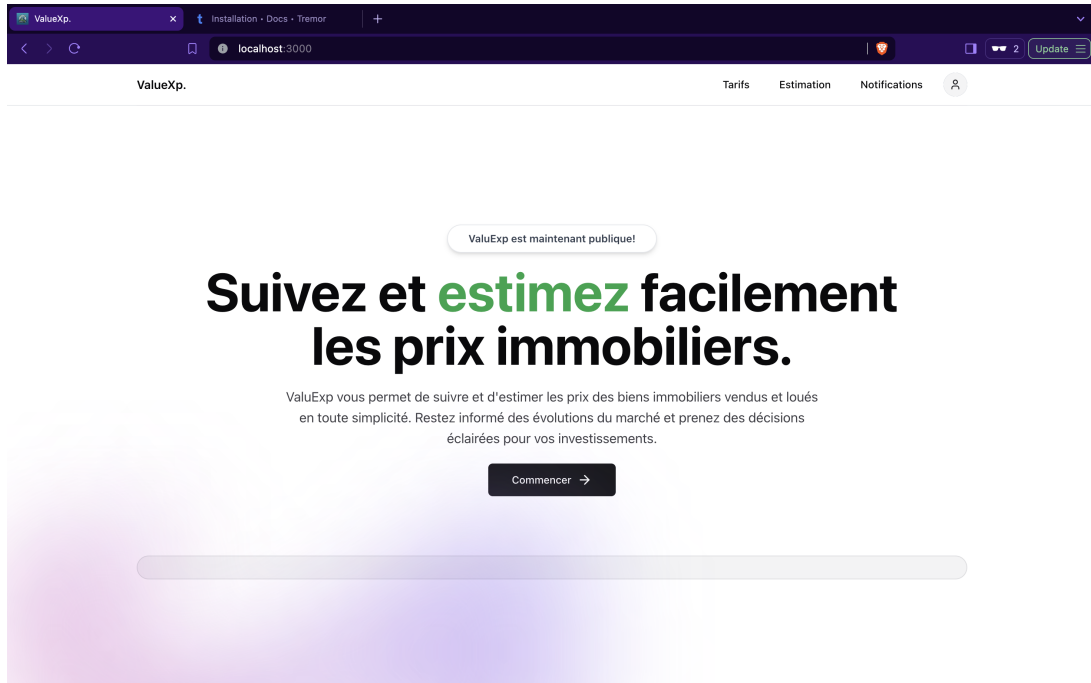 ValueXp.
Installation • Docs • Tremor
localhost:3000
2
Update
ValueXp.
Tarifs
Estimation
Notifications
ValuExp est maintenant publique!
Suivez et estimez facilement
les prix immobiliers.
ValuExp vous permet de suivre et d'estimer les prix des biens immobiliers vendus et loués
en toute simplicité. Restez informé des évolutions du marché et prenez des décisions
éclairées pour vos investissements.
Commencer